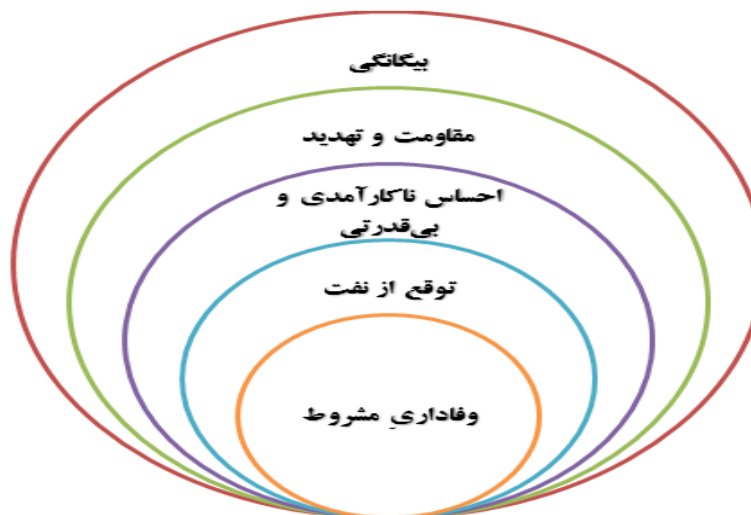 بیگانگی
مقاومت و تهدید
احساس ناکارآمدی و
بی‌قدرتی
توقع از نفت
وفاداریِ مشروط